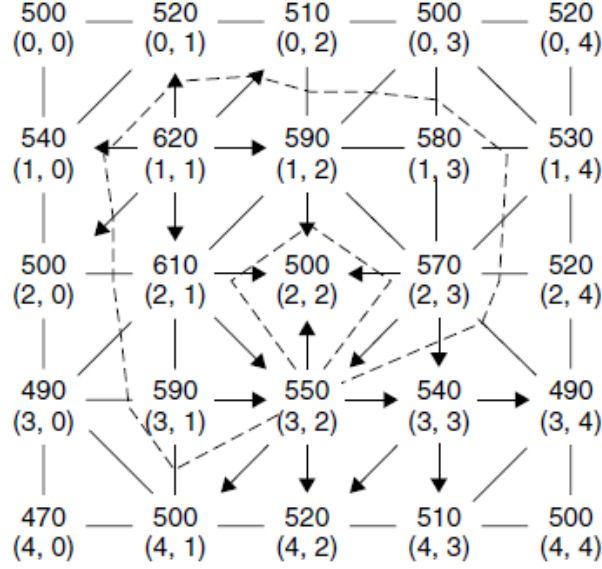 500 520 510 500 520
(0, 0) (0, 1) (0, 2) (0, 3) (0, 4)
540 620 590 580 530
(1, 0) (1, 1) (1, 2) (1, 3) (1, 4)
500 610 500 570 520
(2, 0) (2, 1) (2, 2) (2, 3) (2, 4)
490 590 550 540 490
(3, 0) (3, 1) (3, 2) (3, 3) (3, 4)
470 500 520 510 500
(4, 0) (4, 1) (4, 2) (4, 3) (4, 4)